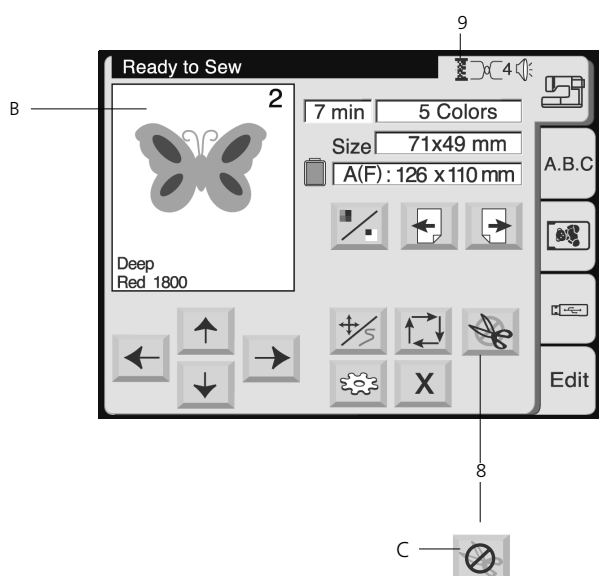 9
Ready to Sew
4
B
2
7 min
5 Colors
Size
71x49 mm
A(F) : 126 x 110 mm
A.B.C
Deep
Red 1800
X
Edit
8
C